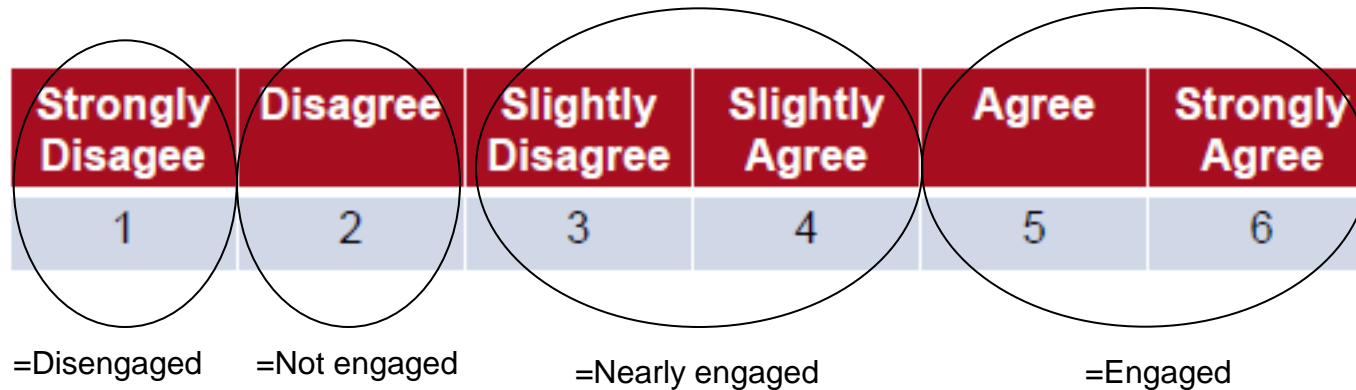 Strongly Disagee Disagree Slightly Disagree Slightly Agree Agree Strongly Agree
1 2 3 4 5 6
=Disengaged =Not engaged =Nearly engaged =Engaged